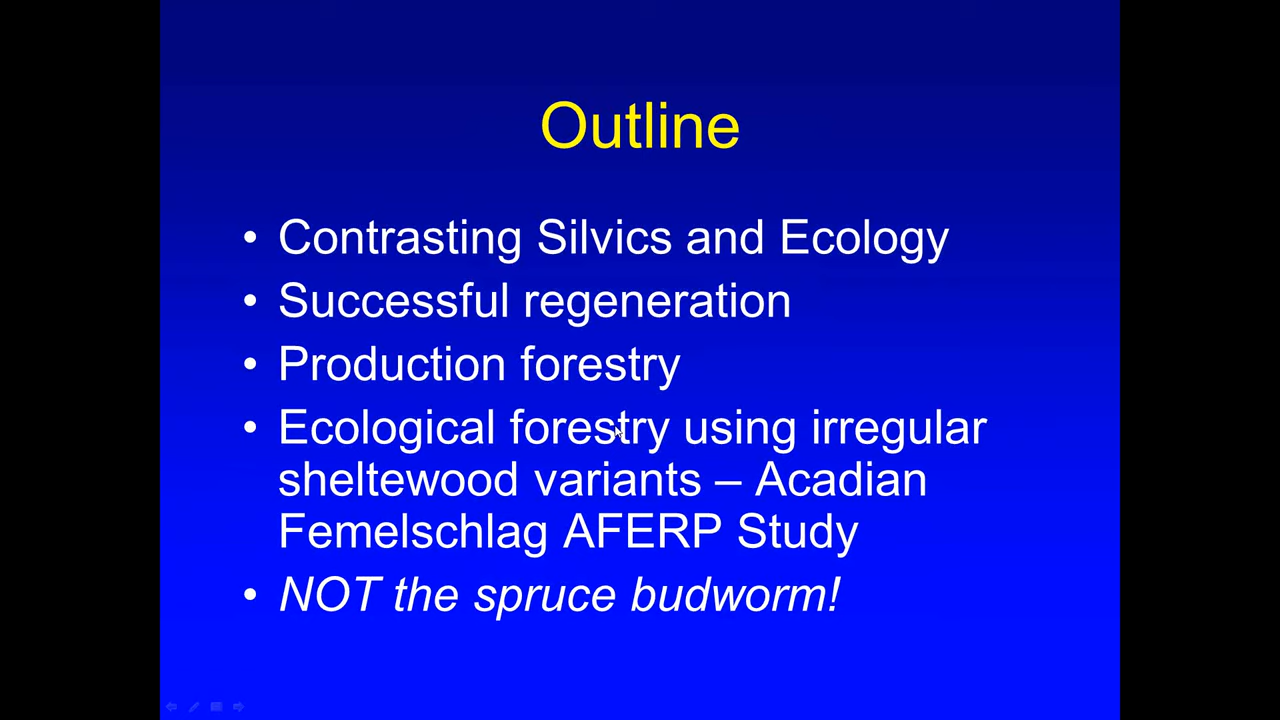 Outline
• Contrasting Silvics and Ecology
• Successful regeneration
• Production forestry
• Ecological forestry using irregular
sheltewood variants – Acadian
Femelschlag AFERP Study
• NOT the spruce budworm!